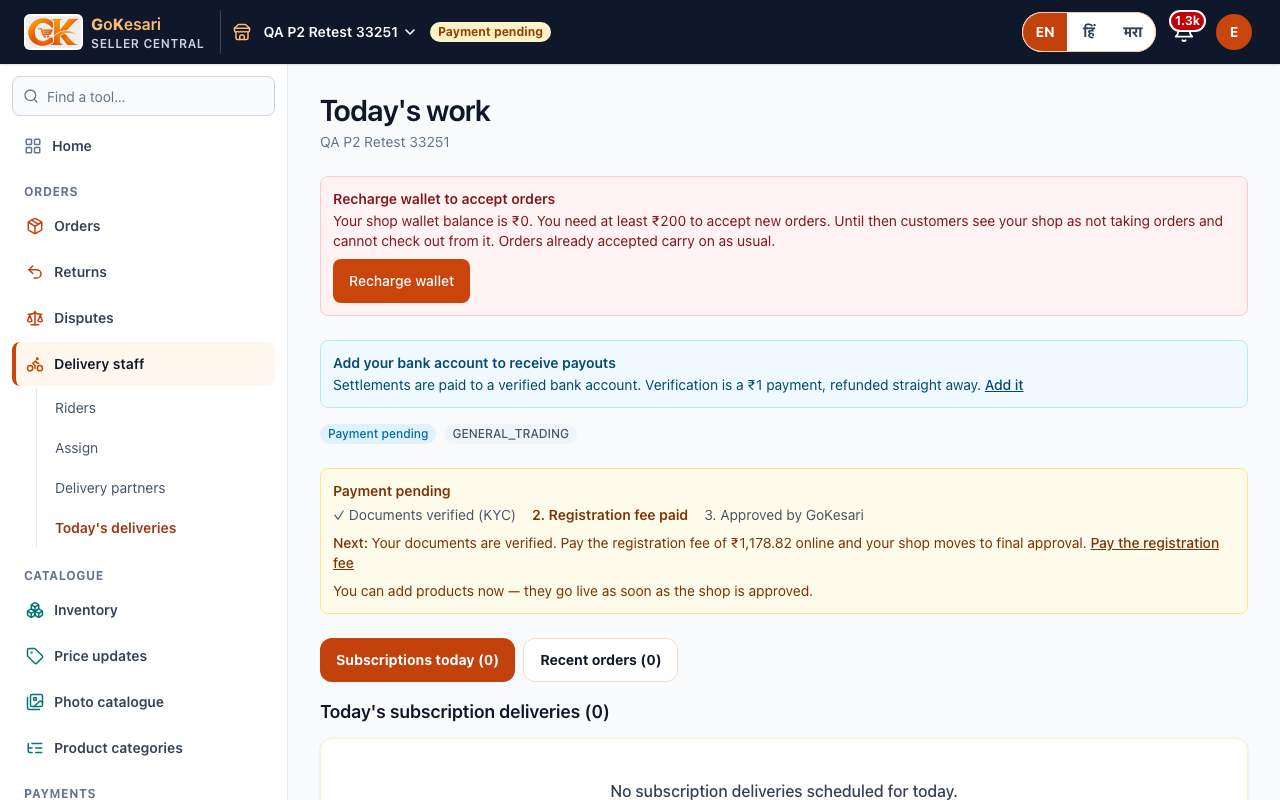 GK
GoKesari
SELLER CENTRAL
QA P2 Retest 33251
Payment pending
EN
हिं
मरा
1.3k
E
Find a tool...
Home
ORDERS
Orders
Returns
Disputes
Delivery staff
Riders
Assign
Delivery partners
Today's deliveries
CATALOGUE
Inventory
Price updates
Photo catalogue
Product categories
PAYMENTS
Today's work
QA P2 Retest 33251
Recharge wallet to accept orders
Your shop wallet balance is ₹0. You need at least ₹200 to accept new orders. Until then customers see your shop as not taking orders and
cannot check out from it. Orders already accepted carry on as usual.
Recharge wallet
Add your bank account to receive payouts
Settlements are paid to a verified bank account. Verification is a ₹1 payment, refunded straight away. Add it
Payment pending
GENERAL_TRADING
Payment pending
✓ Documents verified (KYC) 2. Registration fee paid 3. Approved by GoKesari
Next: Your documents are verified. Pay the registration fee of ₹1,178.82 online and your shop moves to final approval. Pay the registration
fee
You can add products now — they go live as soon as the shop is approved.
Subscriptions today (0)
Recent orders (0)
Today's subscription deliveries (0)
No subscription deliveries scheduled for today.